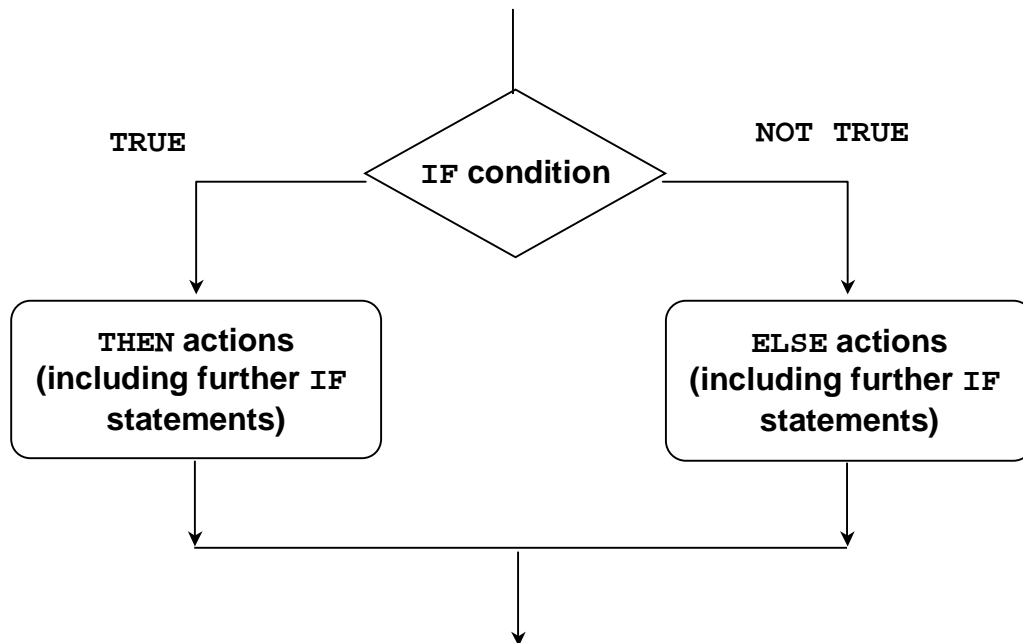 TRUE
NOT TRUE
IF condition
THEN actions
(including further IF
statements)
ELSE actions
(including further IF
statements)